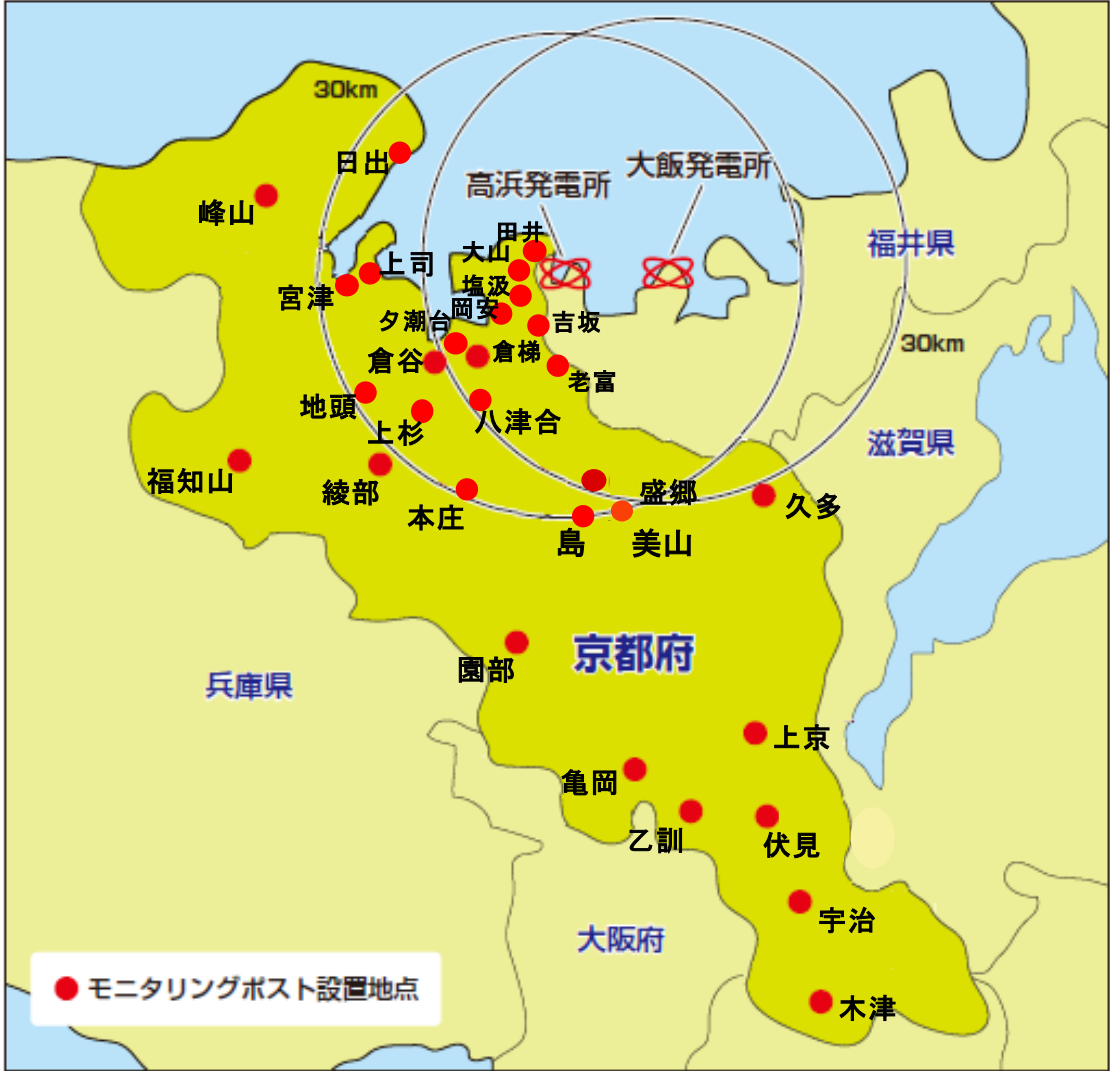 30km
日出
高浜発電所
大飯発電所
峰山
田井
大山
上司
福井県
宮津
塩汲
岡安
夕潮台
吉坂
30km
倉谷
倉梯
老富
地頭
八津合
上杉
滋賀県
福知山
綾部
盛郷
久多
本庄
島
美山
京都府
園部
兵庫県
上京
亀岡
乙訓
伏見
宇治
大阪府
モニタリングポスト設置地点
木津